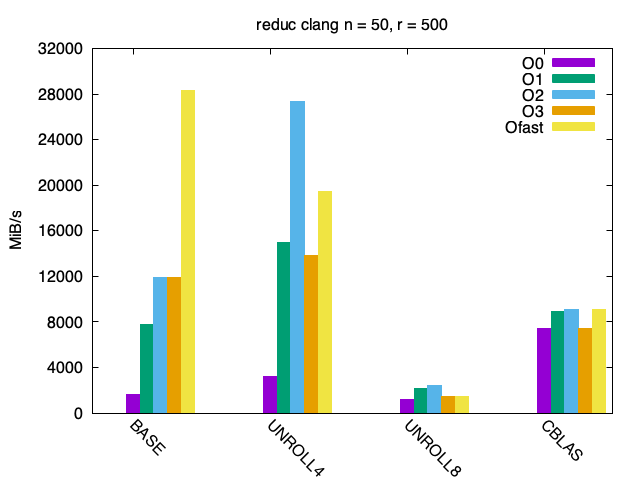 reduc clang n = 50, r = 500
32000
28000
24000
20000
16000
12000
8000
4000
0
MiB/s
O0
O1
O2
O3
Ofast
BASE
UNROLL4
UNROLL8
CBLAS